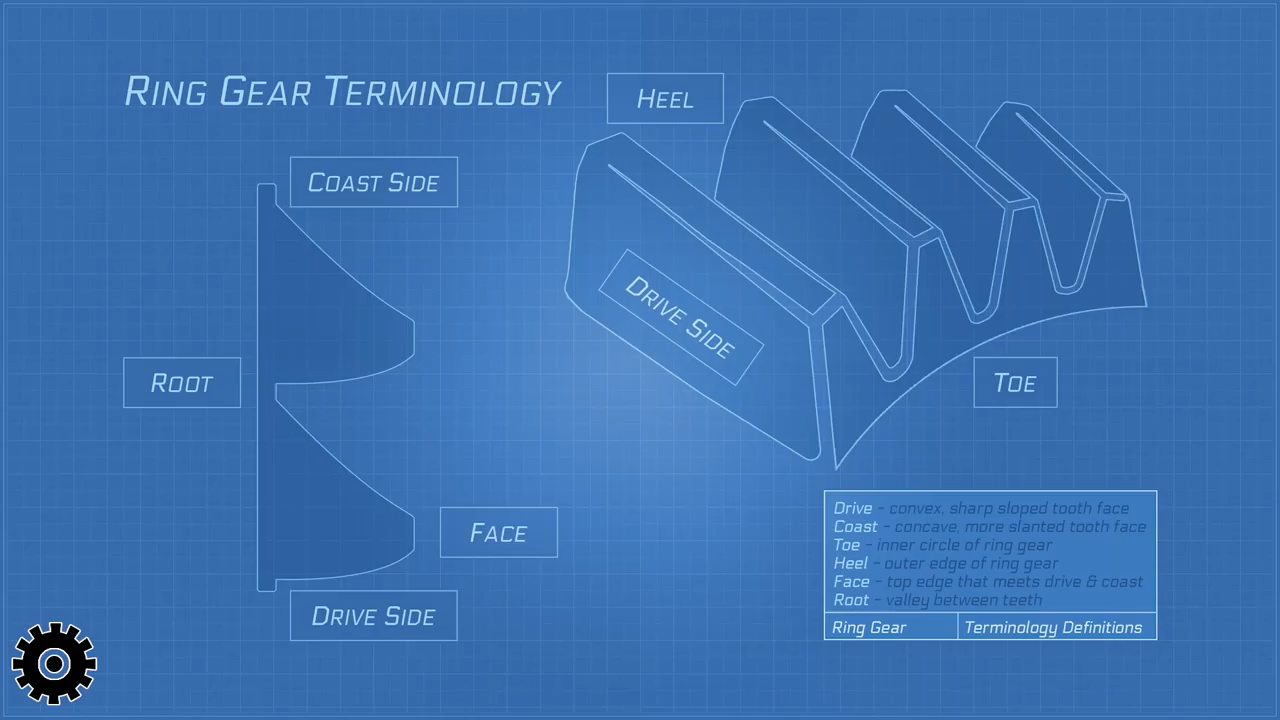 Ring Gear Terminology
Heel
Coast Side
Drive Side
Root
Toe
Face
Drive Side
Drive - convex, sharp sloped tooth face
Coast - concave, more slanted tooth face
Toe - inner circle of ring gear
Heel - outer edge of ring gear
Face - top edge that meets drive & coast
Root - valley between teeth
Ring Gear
Terminology Definitions